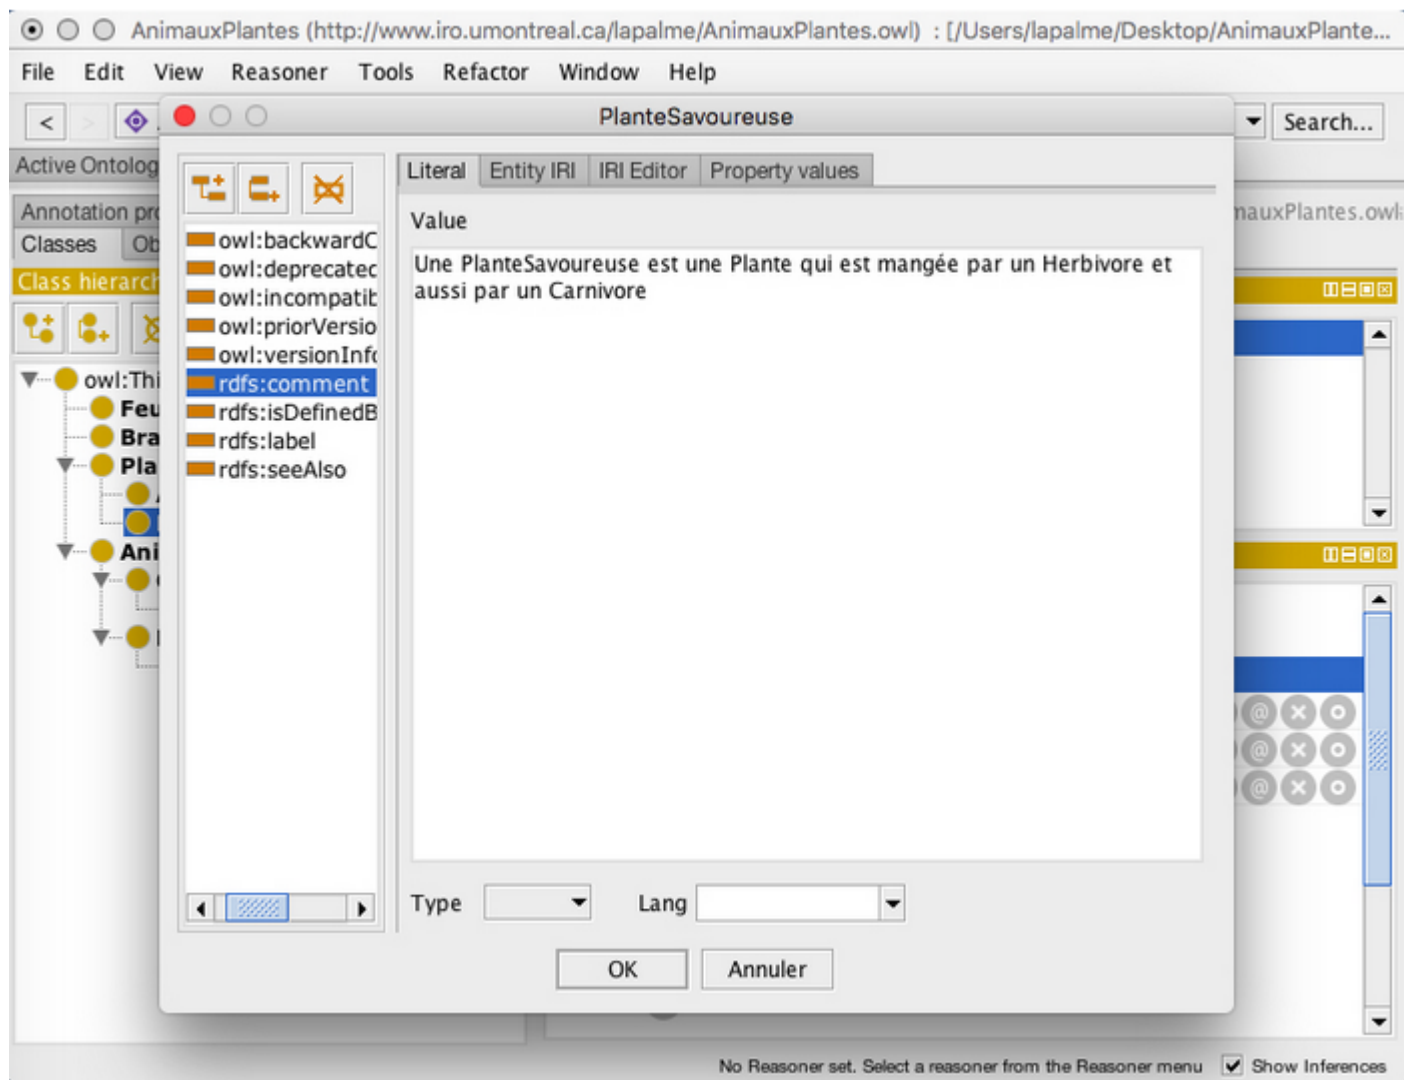 AnimauxPlantes (http://www.iro.umontreal.ca/lapalme/AnimauxPlantes.owl) : [/Users/lapalme/Desktop/AnimauxPlante...
File Edit View Reasoner Tools Refactor Window Help
< > PlanteSavoureuse Search...
Active Ontolog
Literal Entity IRI IRI Editor Property values
Annotation pro
mauxPlantes.owl
Classes Ob
Value
Class hierarch
owl:backwardC
owl:deprecated
owl:incompatib
owl:priorVersio
owl:versionInfo
rdfs:comment
rdfs:isDefinedB
rdfs:label
rdfs:seeAlso
Une PlanteSavoureuse est une Plante qui est mangée par un Herbivore et
aussi par un Carnivore
owl:Thi
Feu
Bra
Pla
Ani
@ x o
@ x o
@ x o
Type Lang
OK Annuler
No Reasoner set. Select a reasoner from the Reasoner menu Show Inferences